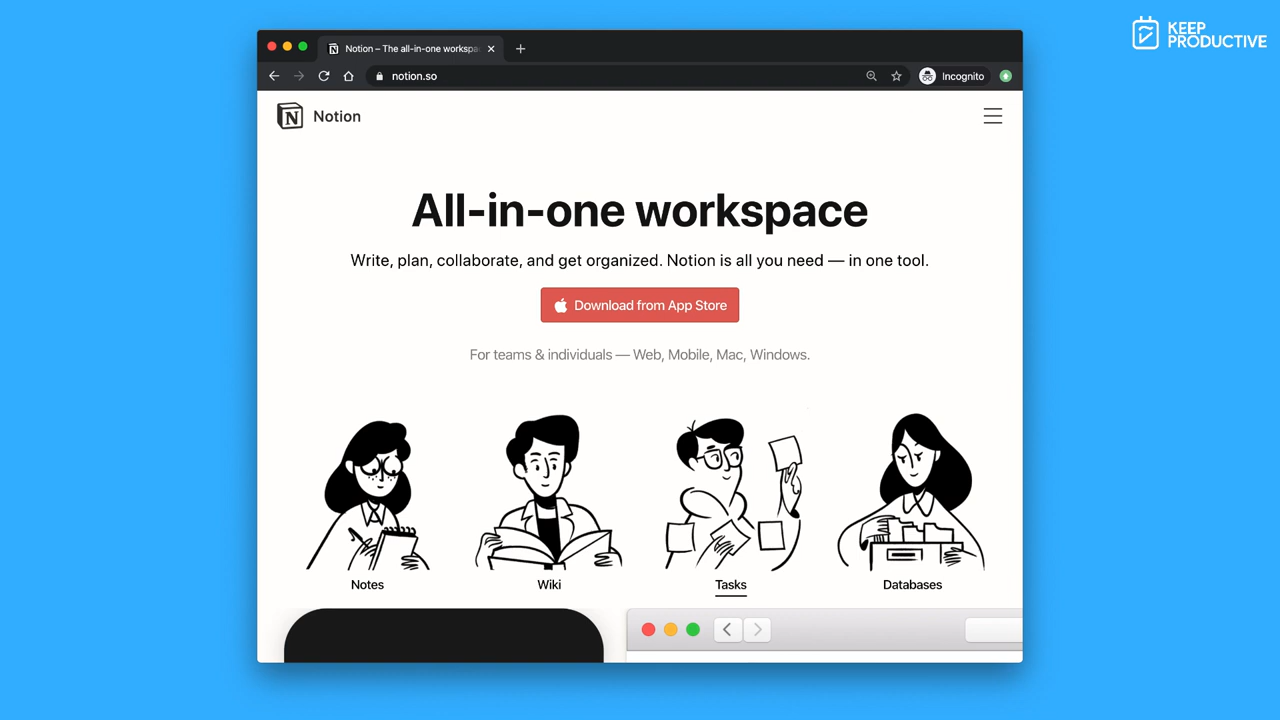 KEEP
PRODUCTIVE
Notion – The all-in-one workspa
notion.so
Incognito
N Notion
All-in-one workspace
Write, plan, collaborate, and get organized. Notion is all you need — in one tool.
Download from App Store
For teams & individuals — Web, Mobile, Mac, Windows.
Notes
Wiki
Tasks
Databases